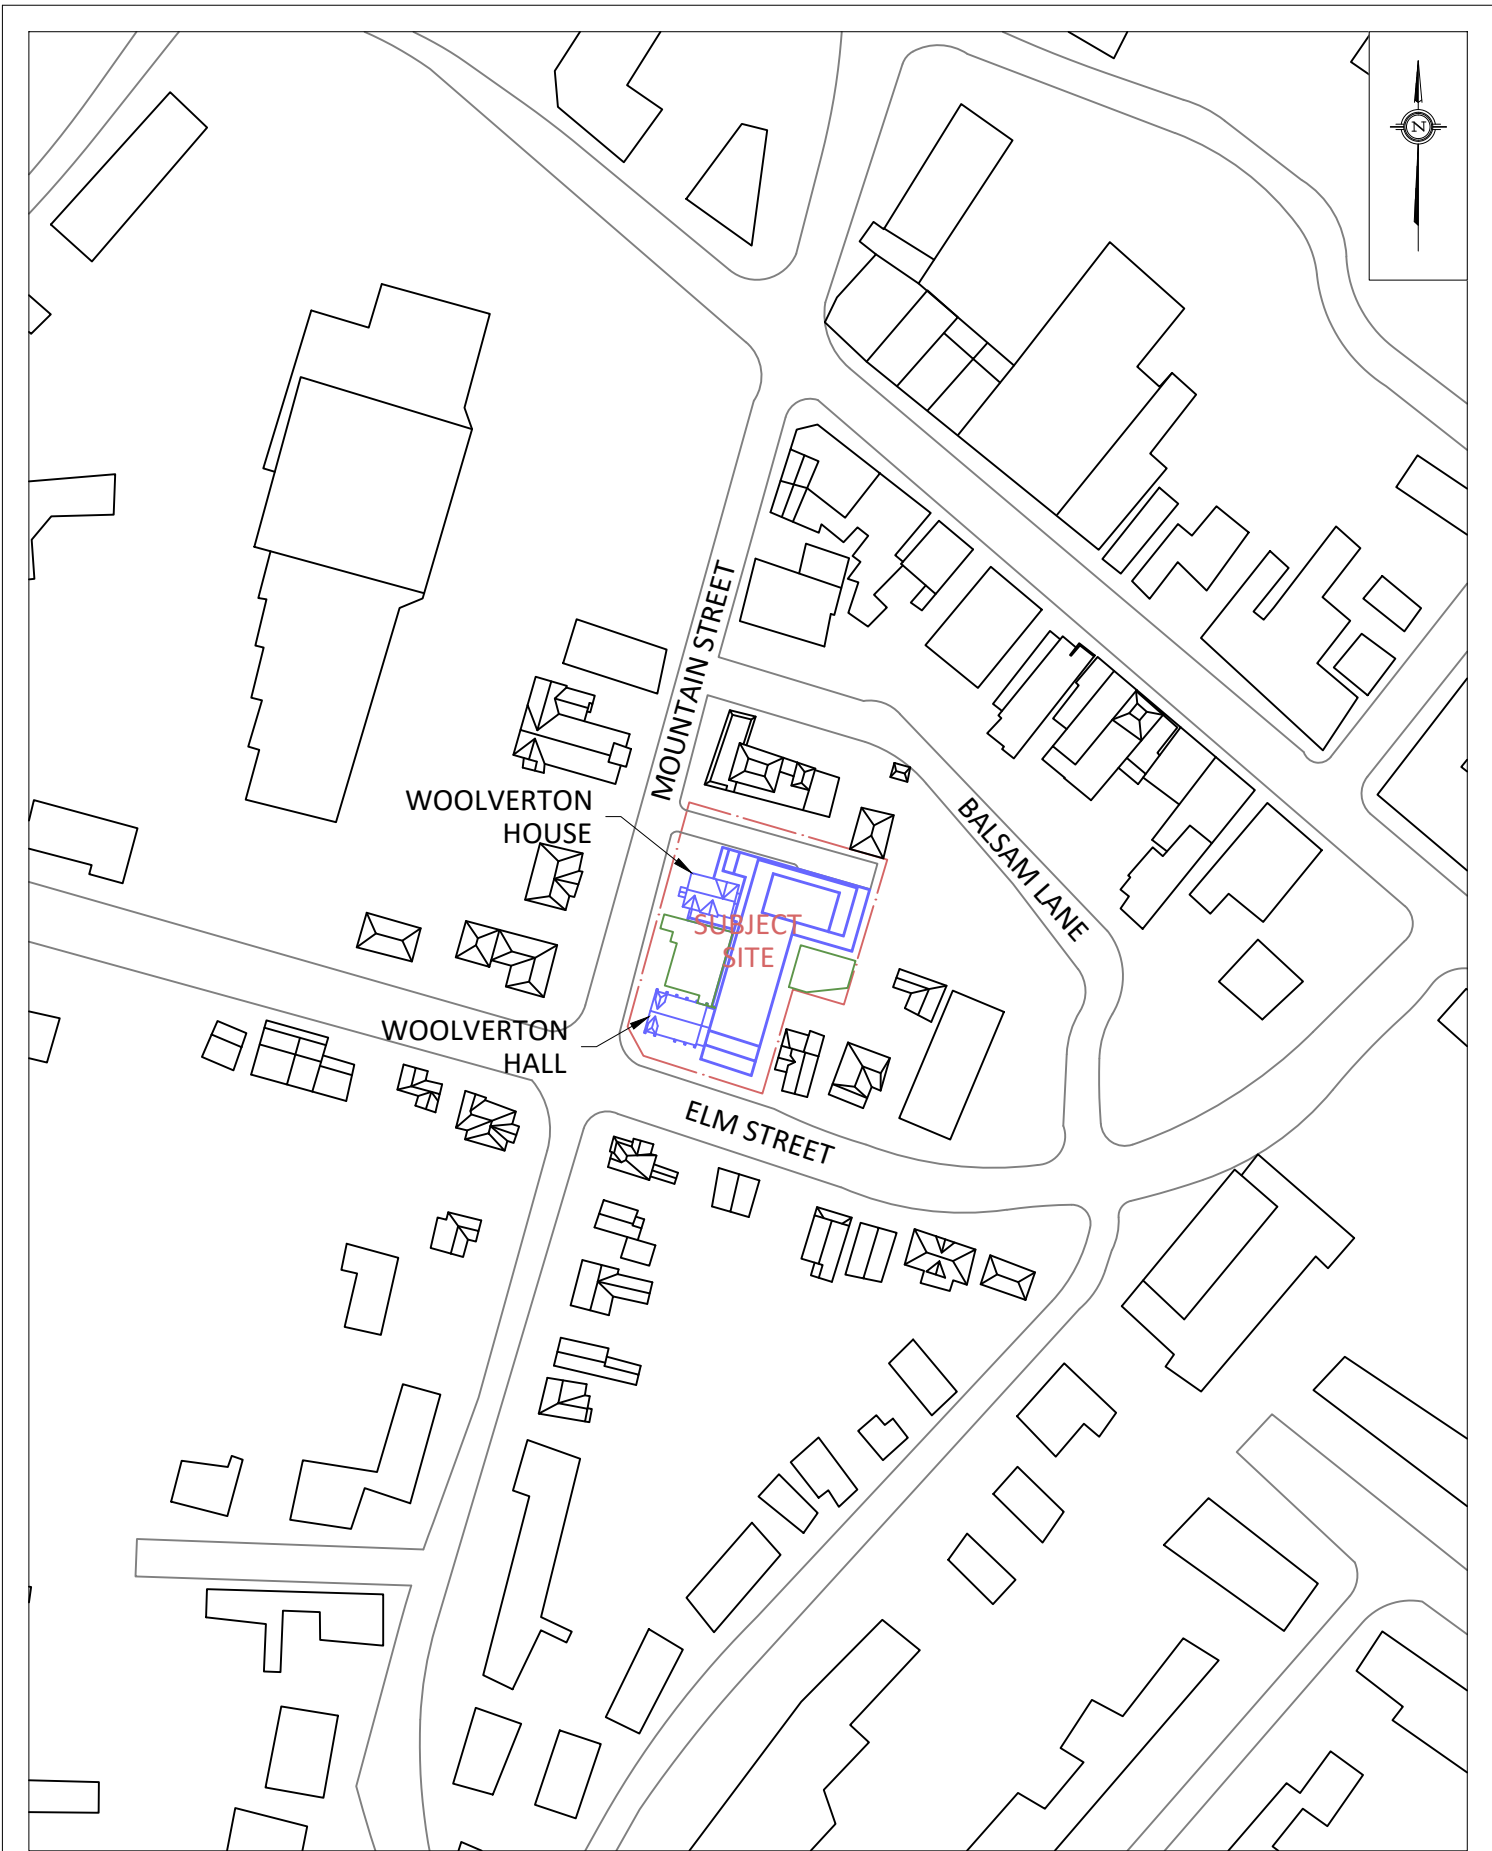 N
MOUNTAIN STREET
WOOLVERTON
HOUSE
BALSAM LANE
SUBJECT
SITE
WOOLVERTON
HALL
ELM STREET